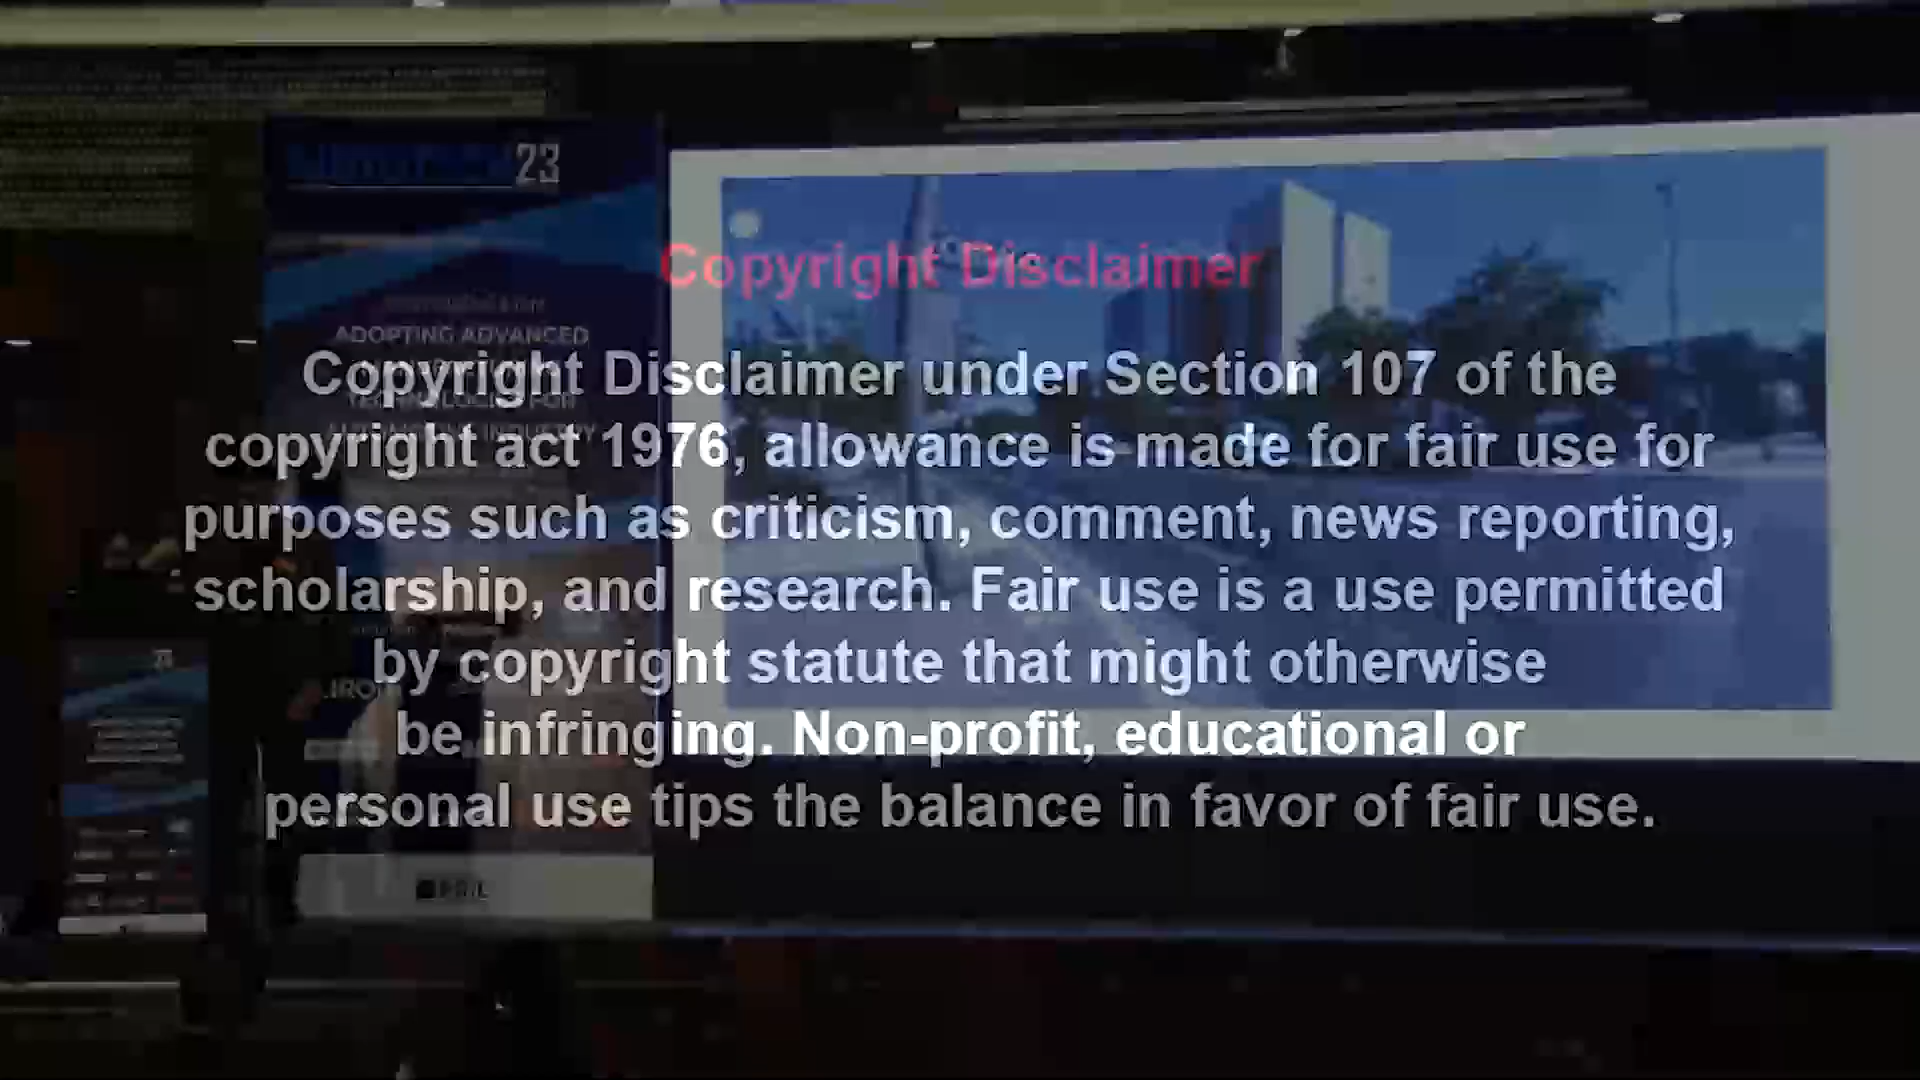 23
Copyright Disclaimer
ADOPTING ADVANCED
Copyright Disclaimer under Section 107 of the
copyright act 1976, allowance is made for fair use for
purposes such as criticism, comment, news reporting,
scholarship, and research. Fair use is a use permitted
by copyright statute that might otherwise
be infringing. Non-profit, educational or
personal use tips the balance in favor of fair use.